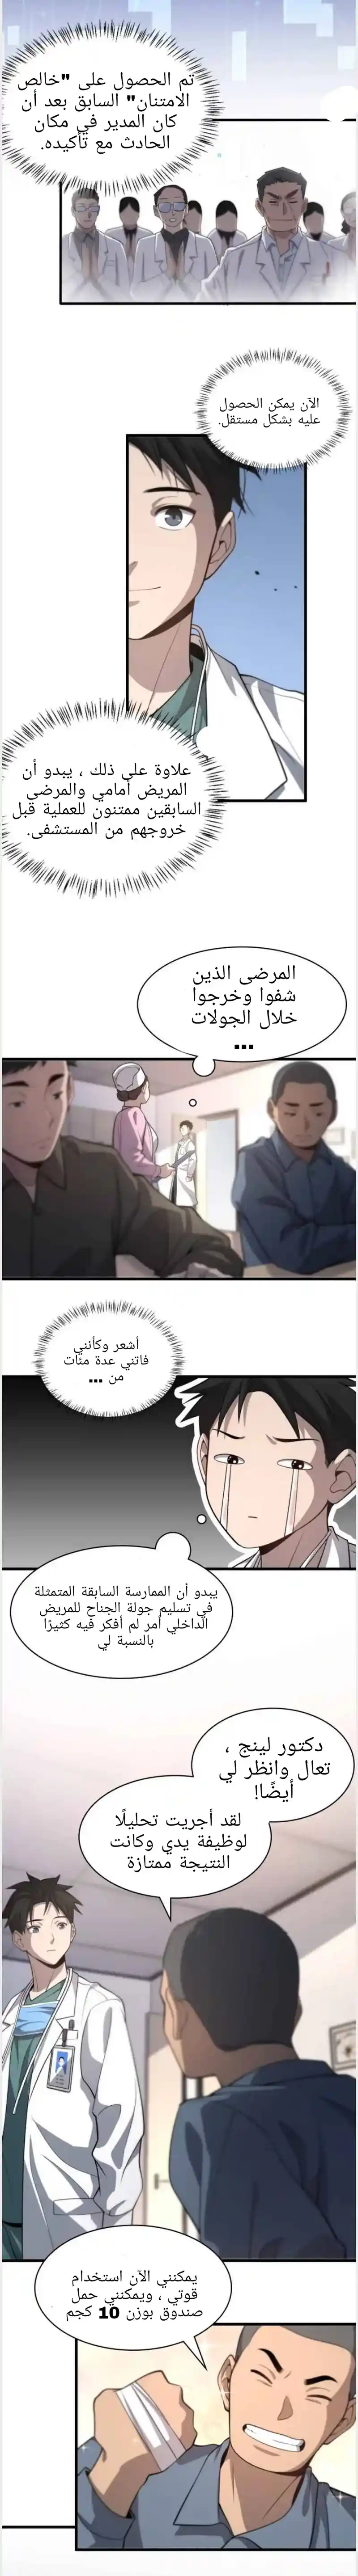 تم الحصول على "خالص
الامتنان" السابق بعد أن
كان المدير في مكان
الحادث مع تأكيده.
الآن يمكن الحصول
عليه بشكل مستقل.
علاوة على ذلك ، يبدو أن
المريض أمامي والمرضى
السابقين ممتنون للعملية قبل
خروجهم من المستشفى.
المرضى الذين
شفوا وخرجوا
خلال الجولات
...
أشعر وكأنني
فاتني عدة مئات
من ...
يبدو أن الممارسة السابقة المتمثلة
في تسليم جولة الجناح للمريض
الداخلي أمر لم أفكر فيه كثيرًا
بالنسبة لي
دكتور لينج ،
تعال وانظر لي
أيضًا!
لقد أجريت تحليلًا
لوظيفة يدي وكانت
النتيجة ممتازة
يمكنني الآن استخدام
قوتي ، ويمكنني حمل
صندوق بوزن 10 كجم